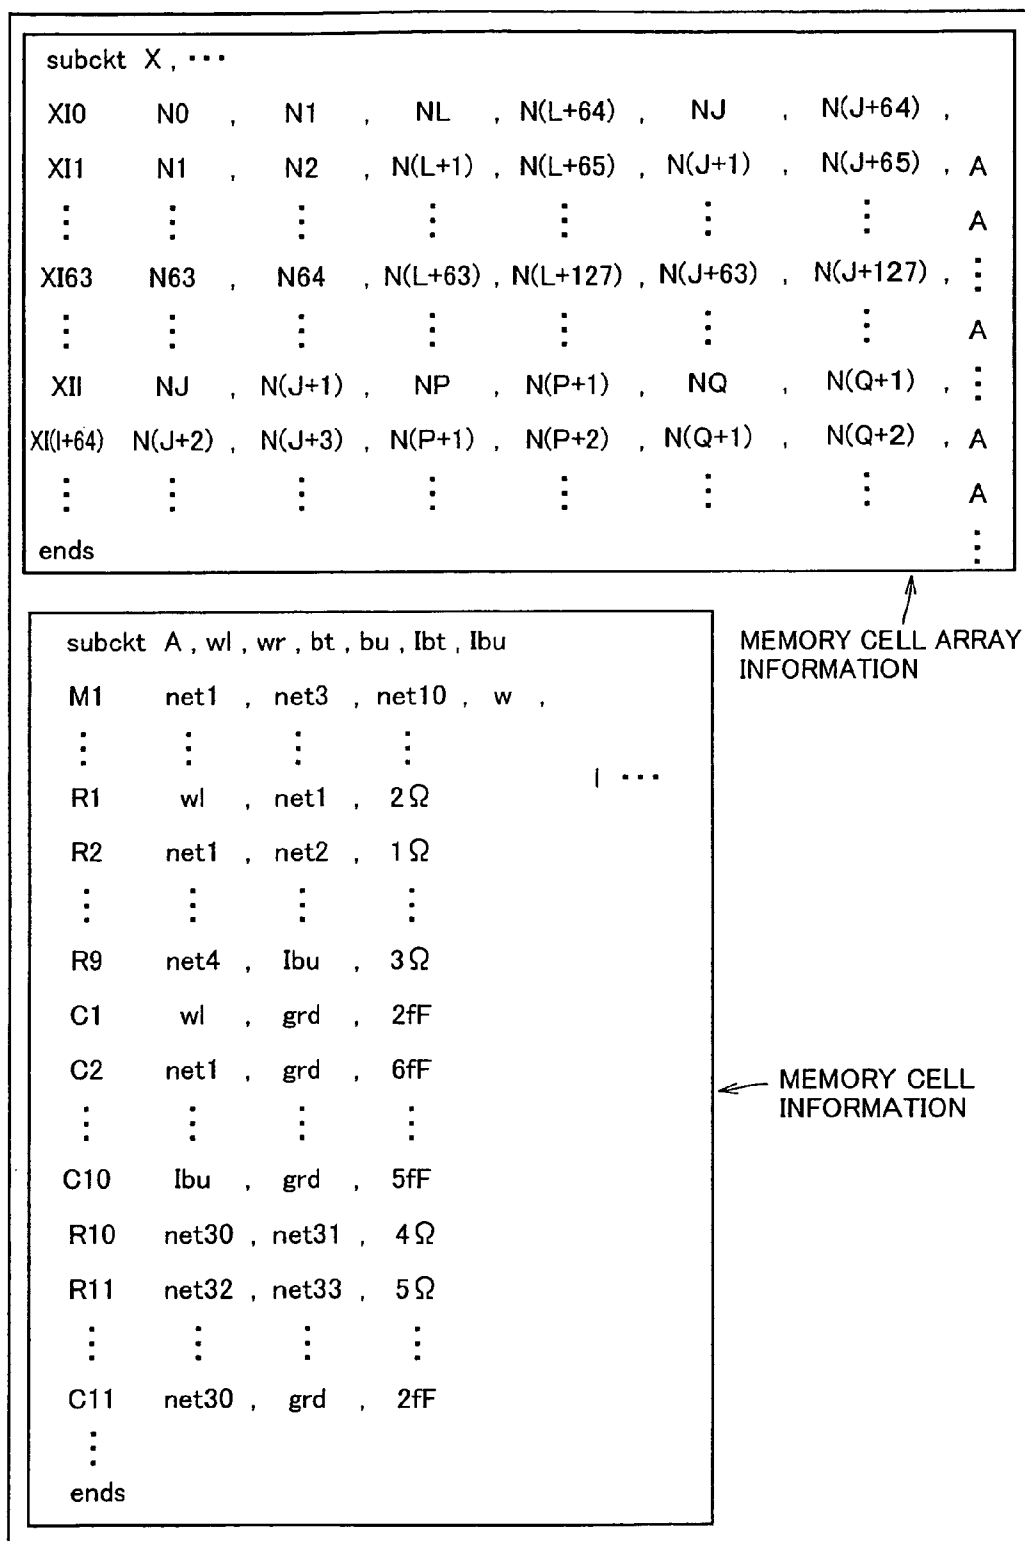 subckt X , ···
XI0 N0 , N1 , NL , N(L+64) , NJ , N(J+64) ,
XI1 N1 , N2 , N(L+1) , N(L+65) , N(J+1) , N(J+65) , A
⋮ ⋮ ⋮ ⋮ ⋮ ⋮ ⋮ A
XI63 N63 , N64 , N(L+63) , N(L+127) , N(J+63) , N(J+127) , ⋮
⋮ ⋮ ⋮ ⋮ ⋮ ⋮ ⋮ A
XII NJ , N(J+1) , NP , N(P+1) , NQ , N(Q+1) , ⋮
XI(I+64) N(J+2) , N(J+3) , N(P+1) , N(P+2) , N(Q+1) , N(Q+2) , A
⋮ ⋮ ⋮ ⋮ ⋮ ⋮ ⋮ A
ends ⋮
MEMORY CELL ARRAY
INFORMATION
subckt A , wl , wr , bt , bu , Ibt , Ibu
M1 net1 , net3 , net10 , w ,
⋮ ⋮ ⋮ ⋮
l ···
R1 wl , net1 , 2Ω
R2 net1 , net2 , 1Ω
⋮ ⋮ ⋮ ⋮
R9 net4 , Ibu , 3Ω
C1 wl , grd , 2fF
C2 net1 , grd , 6fF
⋮ ⋮ ⋮ ⋮
C10 Ibu , grd , 5fF
R10 net30 , net31 , 4Ω
R11 net32 , net33 , 5Ω
⋮ ⋮ ⋮ ⋮
C11 net30 , grd , 2fF
⋮
ends
MEMORY CELL
INFORMATION